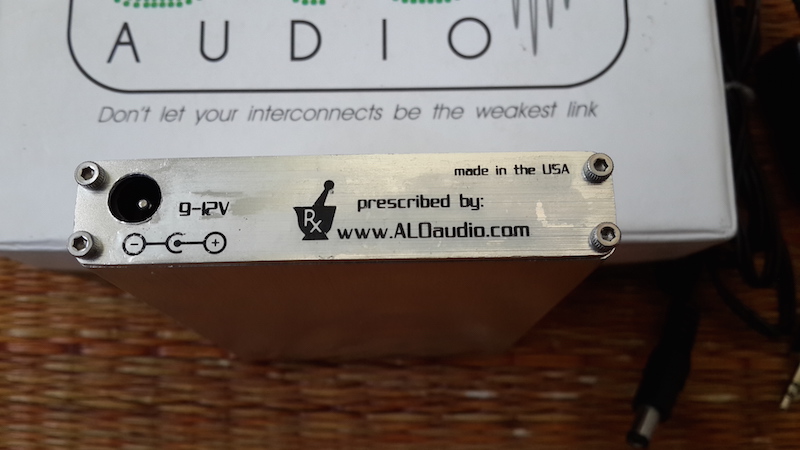 AUDIO
Don't let your interconnects be the weakest link
made in the USA
9-12V
Rx
prescribed by:
www.ALOaudio.com
- +